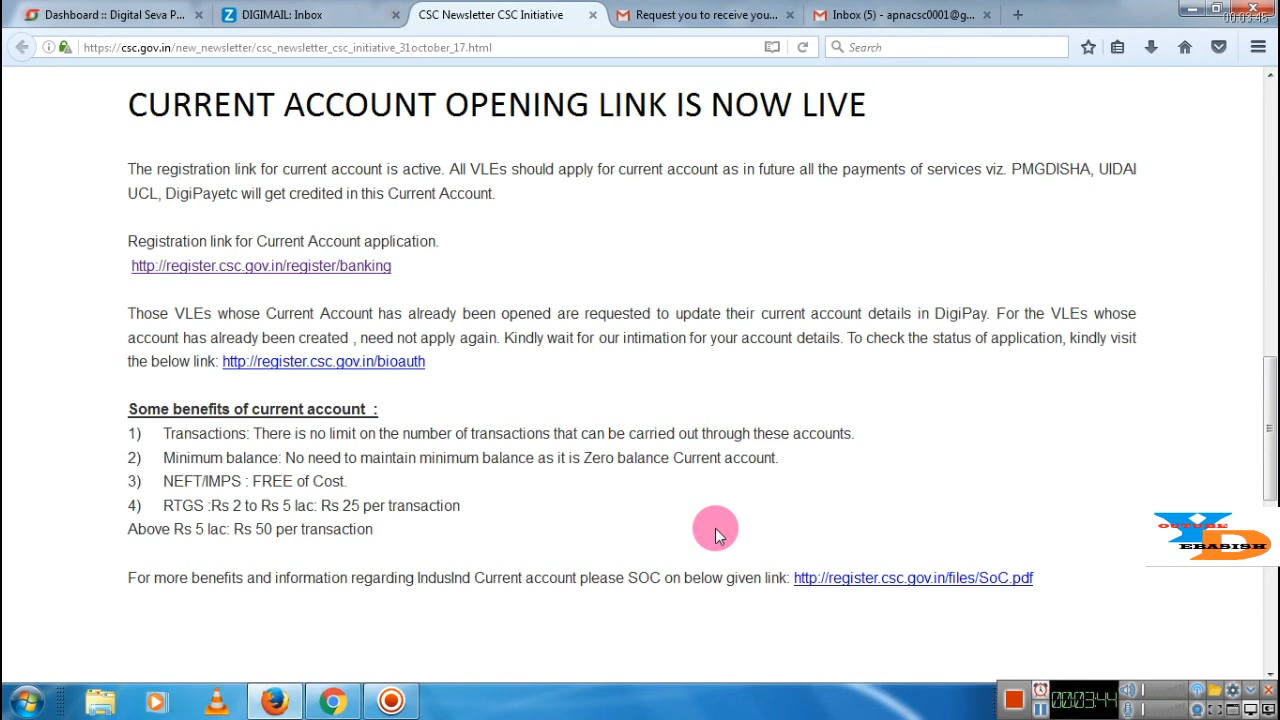 Dashboard :: Digital Seva P...
DIGIMAIL: Inbox
CSC Newsletter CSC Initiative
Request you to receive you...
Inbox (5) - apnacsc0001@g...
00:03:45
https://csc.gov.in/new_newsletter/csc_newsletter_csc_initiative_31october_17.html
Search
CURRENT ACCOUNT OPENING LINK IS NOW LIVE
The registration link for current account is active. All VLEs should apply for current account as in future all the payments of services viz. PMGDISHA, UIDAI
UCL, DigiPayetc will get credited in this Current Account.
Registration link for Current Account application.
http://register.csc.gov.in/register/banking
Those VLEs whose Current Account has already been opened are requested to update their current account details in DigiPay. For the VLEs whose
account has already been created , need not apply again. Kindly wait for our intimation for your account details. To check the status of application, kindly visit
the below link: http://register.csc.gov.in/bioauth
Some benefits of current account :
1) Transactions: There is no limit on the number of transactions that can be carried out through these accounts.
2) Minimum balance: No need to maintain minimum balance as it is Zero balance Current account.
3) NEFT/IMPS : FREE of Cost.
4) RTGS :Rs 2 to Rs 5 lac: Rs 25 per transaction
Above Rs 5 lac: Rs 50 per transaction
YOUTUBE
DEBASISH
For more benefits and information regarding IndusInd Current account please SOC on below given link: http://register.csc.gov.in/files/SoC.pdf
00:03:44